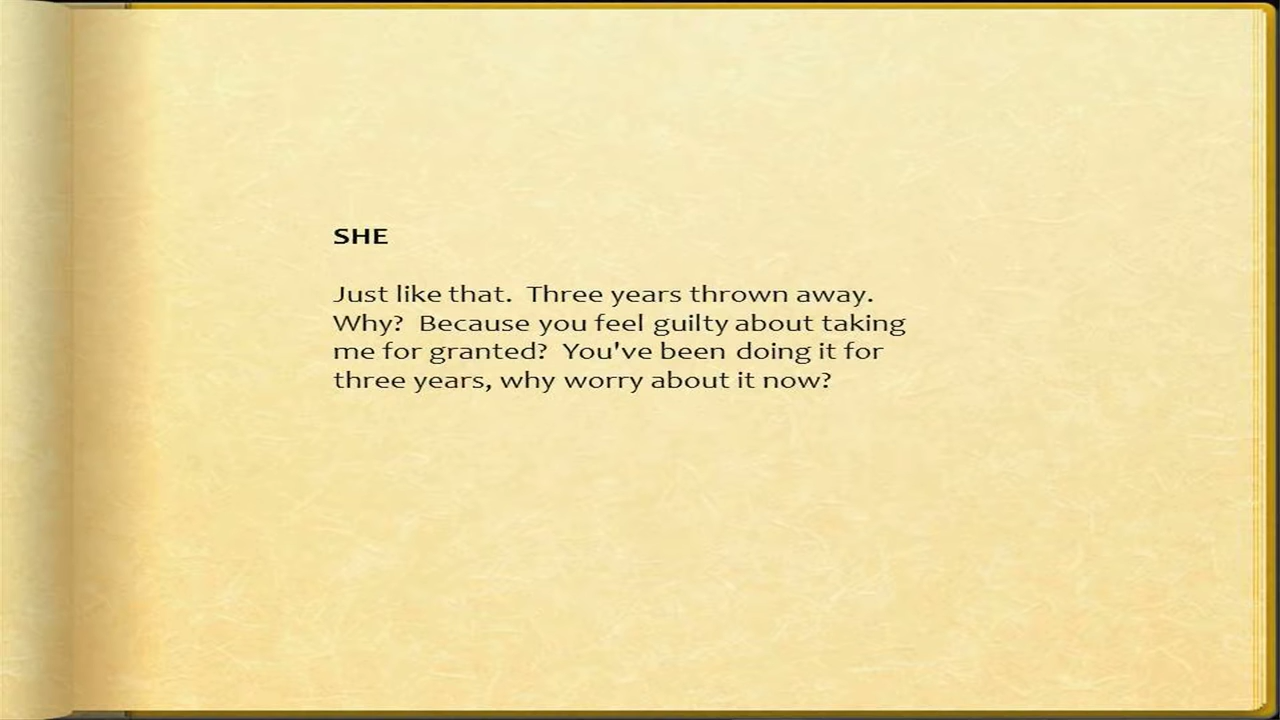 SHE
Just like that.  Three years thrown away.
Why?  Because you feel guilty about taking
me for granted?  You've been doing it for
three years, why worry about it now?